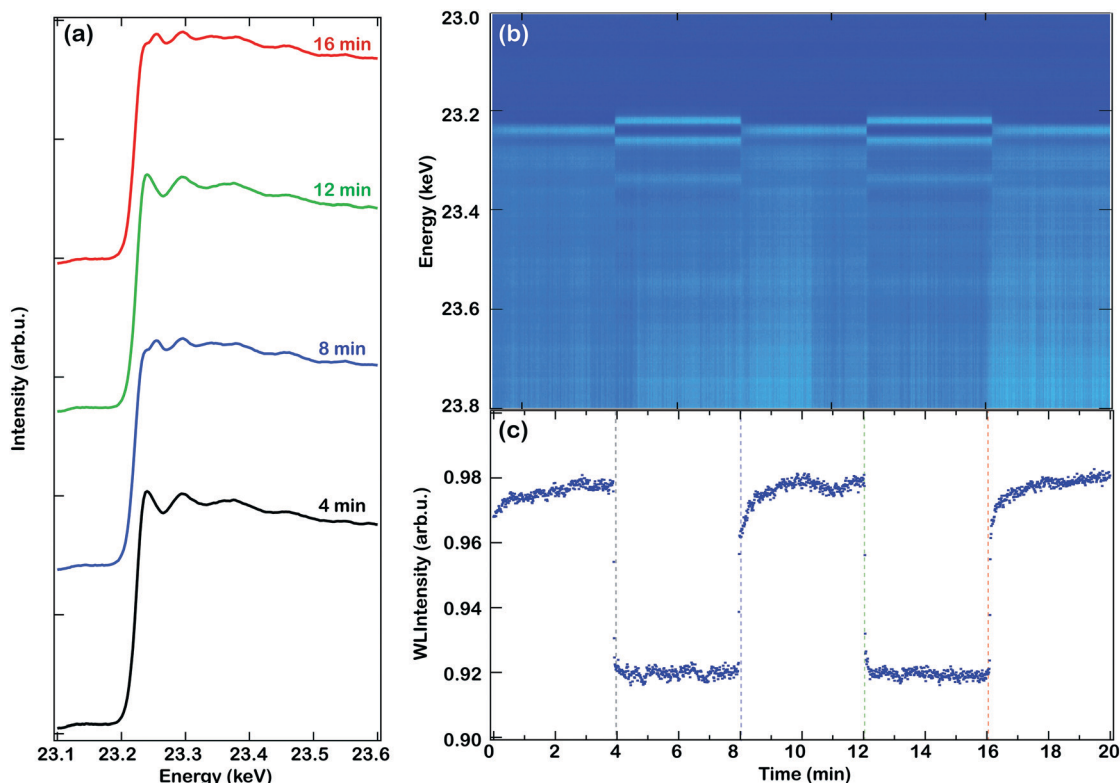 (a)
16 min
12 min
8 min
4 min
Intensity (arb.u.)
23.1 23.2 23.3 23.4 23.5 23.6
Energy (keV)
(b)
23.0
23.2
23.4
23.6
23.8
Energy (keV)
(c)
0.98
0.96
0.94
0.92
0.90
WLIntensity (arb.u.)
0 2 4 6 8 10 12 14 16 18 20
Time (min)